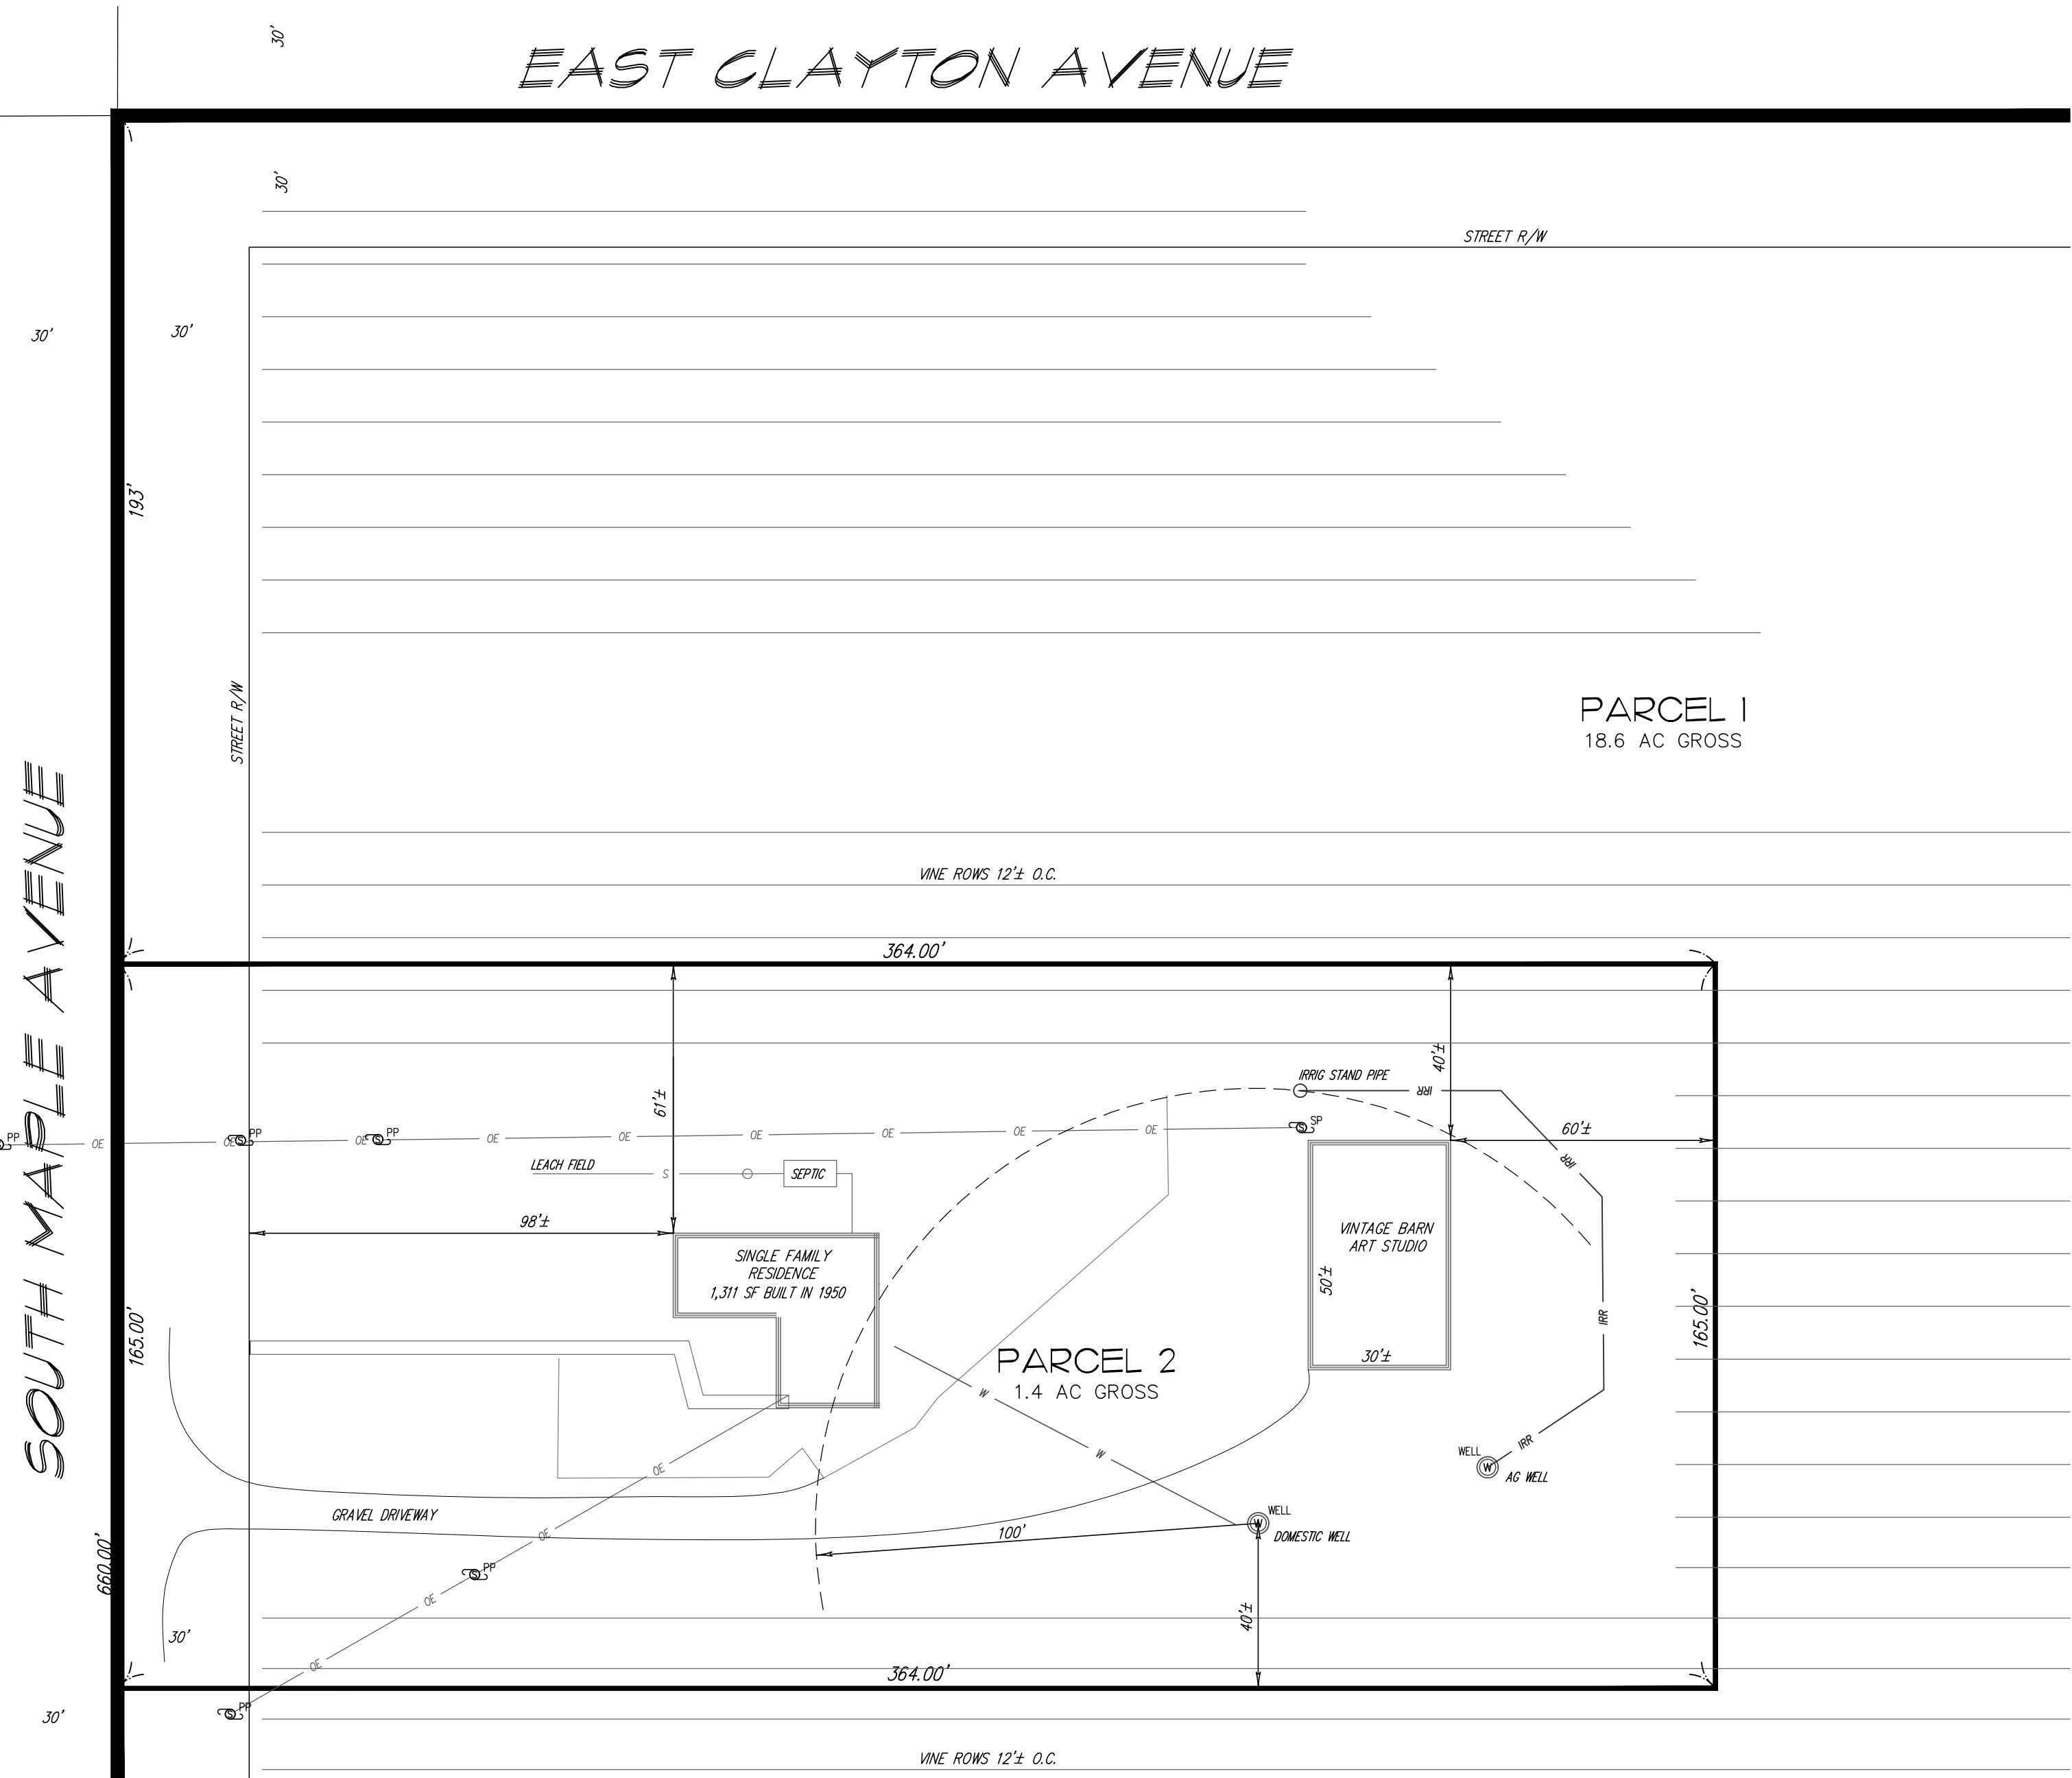 30'
EAST CLAYTON AVENUE
30'
STREET R/W
30'
30'
193'
STREET R/W
PARCEL 1
18.6 AC GROSS
SOUTH MAPLE AVENUE
VINE ROWS 12'± O.C.
364.00'
40'±
IRRIG STAND PIPE
IRR
61'±
SP
60'±
PP
OE
OE
PP
OE
PP
OE
OE
OE
OE
OE
OE
IRR
LEACH FIELD
S
SEPTIC
98'±
VINTAGE BARN
ART STUDIO
SINGLE FAMILY
RESIDENCE
1,311 SF BUILT IN 1950
50'±
165.00'
IRR
165.00'
30'±
PARCEL 2
1.4 AC GROSS
W
W
IRR
WELL
W
AG WELL
OE
GRAVEL DRIVEWAY
WELL
W
DOMESTIC WELL
OE
100'
660.00'
PP
OE
40'±
30'
OE
364.00'
PP
30'
VINE ROWS 12'± O.C.